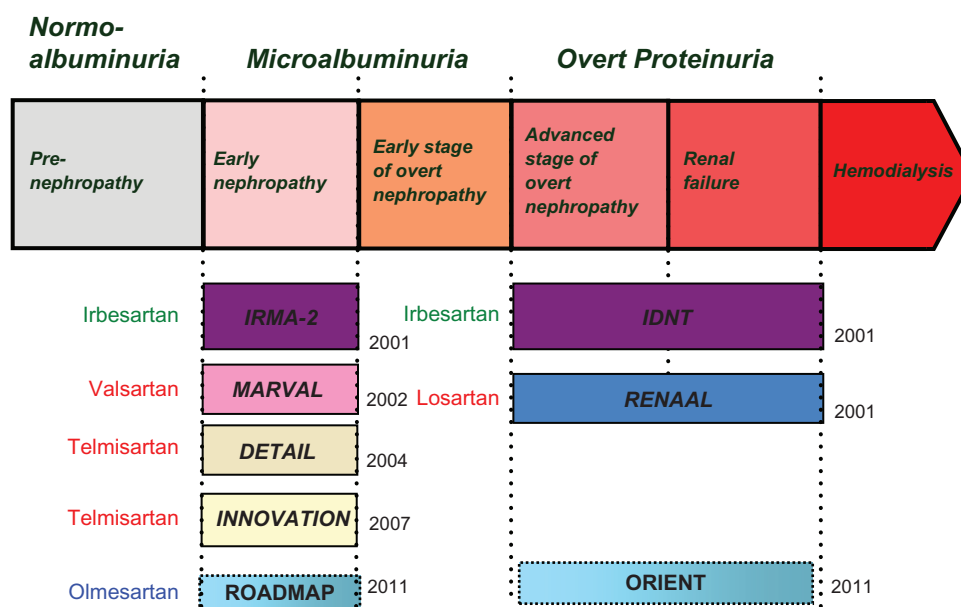 Normo-
albuminuria
Microalbuminuria
Overt Proteinuria
Pre-
nephropathy
Early
nephropathy
Early stage
of overt
nephropathy
Advanced
stage of
overt
nephropathy
Renal
failure
Hemodialysis
Irbesartan
IRMA-2
2001
Irbesartan
IDNT
2001
Valsartan
MARVAL
2002
Losartan
RENAAL
2001
Telmisartan
DETAIL
2004
Telmisartan
INNOVATION
2007
Olmesartan
ROADMAP
2011
ORIENT
2011